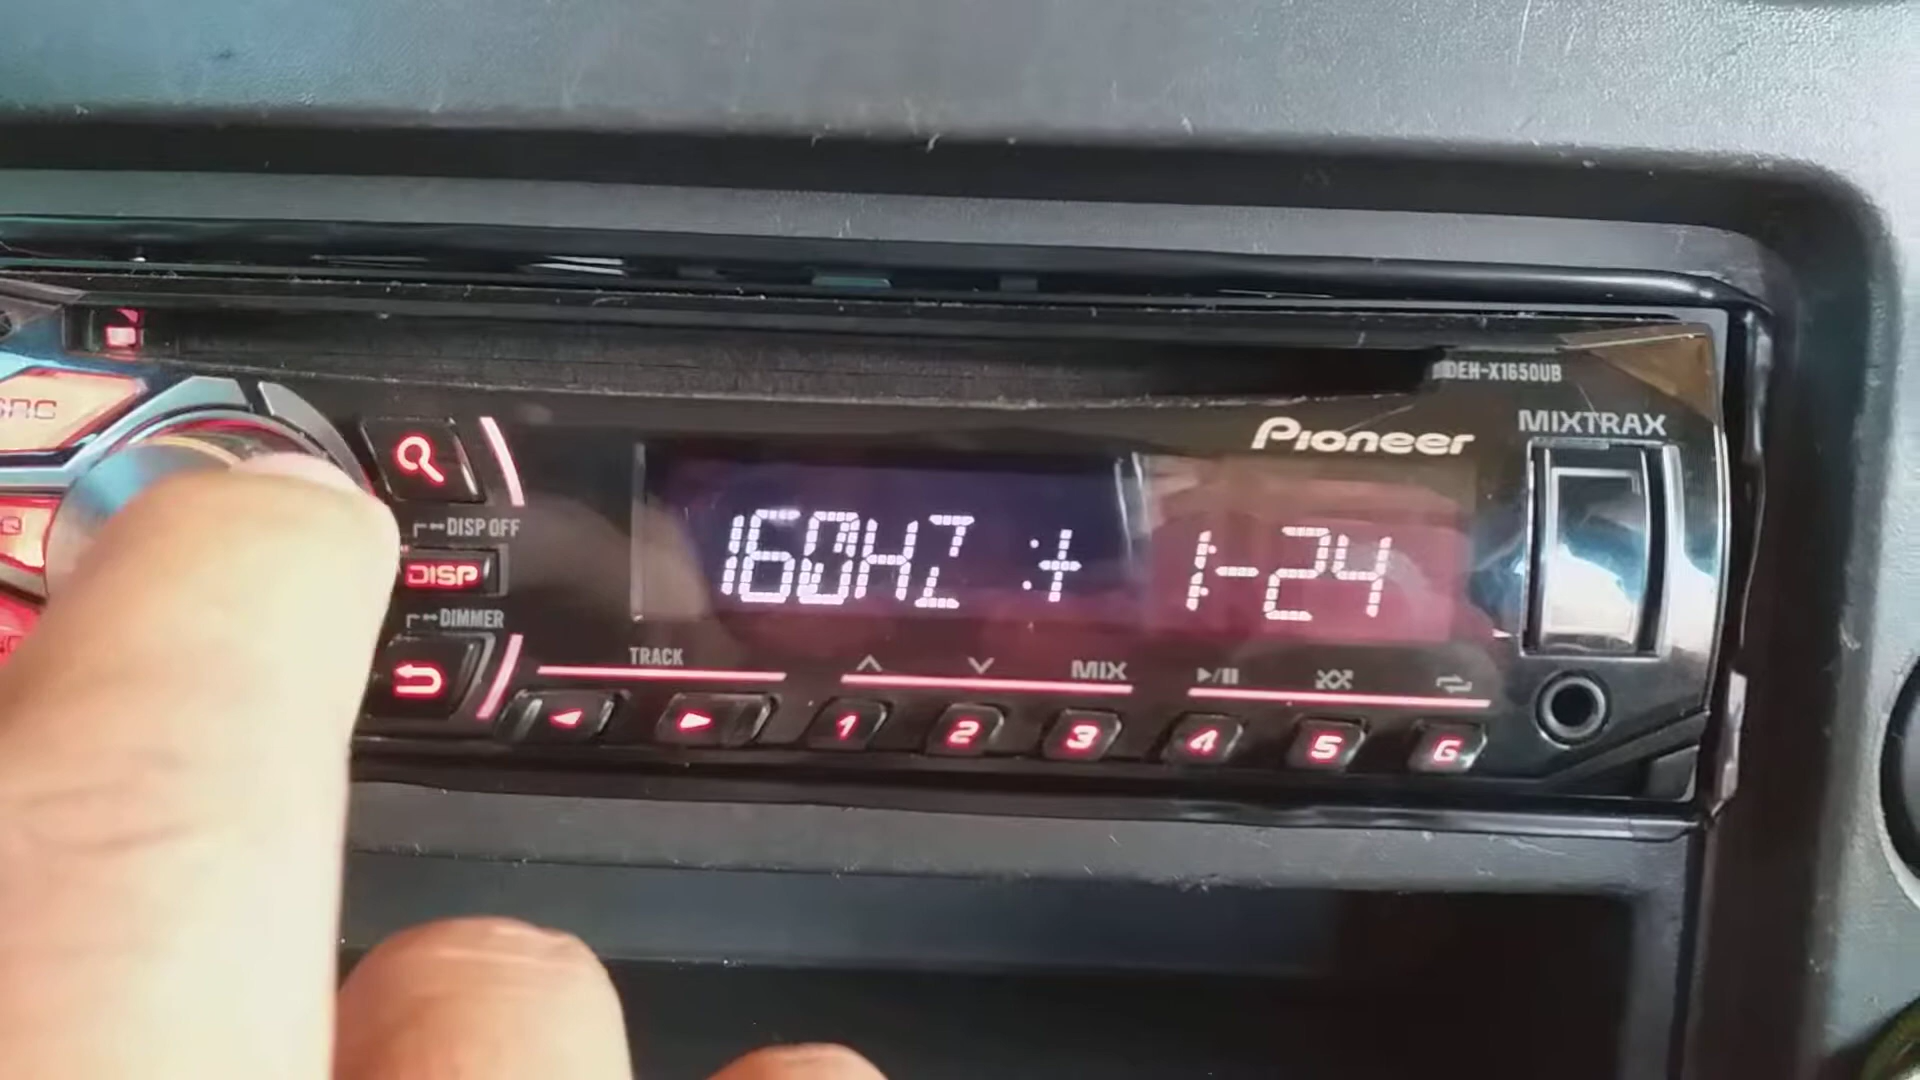 DEH-X1650UB
MIXTRAX
Pioneer
SRC
DISP OFF
160HZ :+ 1-24
DISP
DIMMER
TRACK
MIX
1 2 3 4 5 6